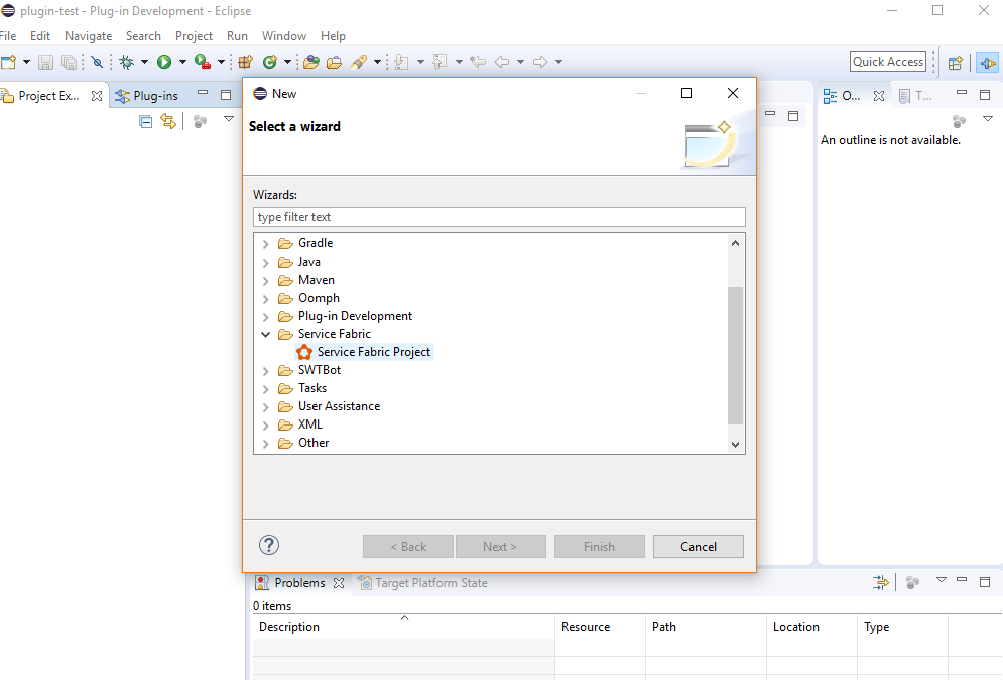 plugin-test - Plug-in Development - Eclipse
File Edit Navigate Search Project Run Window Help
Quick Access
Project Ex... Plug-ins
O... T...
An outline is not available.
New
Select a wizard
Wizards:
type filter text
Gradle
Java
Maven
Oomph
Plug-in Development
Service Fabric
Service Fabric Project
SWTBot
Tasks
User Assistance
XML
Other
?
< Back Next > Finish Cancel
Problems Target Platform State
0 items
Description Resource Path Location Type